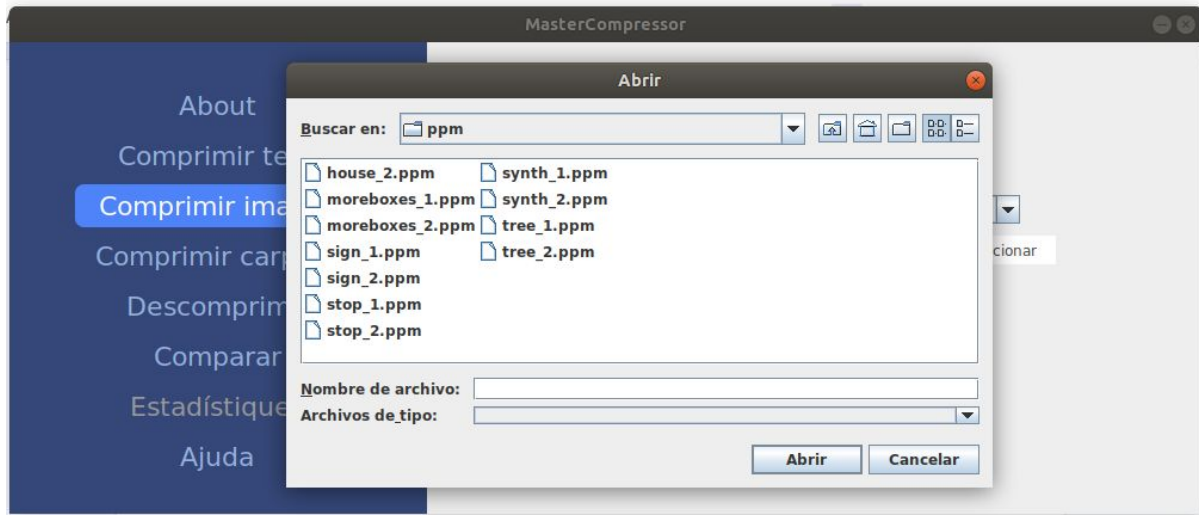 MasterCompressor
Abrir
About
Comprimir te
Comprimir ima
Comprimir car
Descomprim
Comparar
Estadístique
Ajuda
Buscar en: ppm
house_2.ppm
moreboxes_1.ppm
moreboxes_2.ppm
sign_1.ppm
sign_2.ppm
stop_1.ppm
stop_2.ppm
synth_1.ppm
synth_2.ppm
tree_1.ppm
tree_2.ppm
Nombre de archivo:
Archivos de tipo:
Abrir
Cancelar
cionar